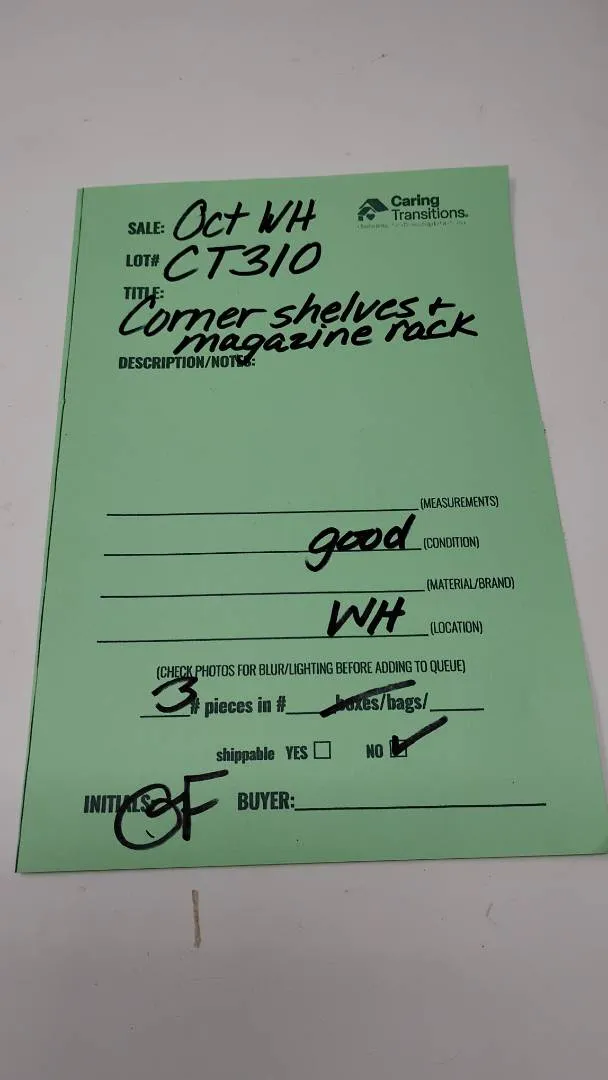 SALE: Oct WH
Caring
Transitions.
LOT# CT310
TITLE:
Corner shelves +
magazine rack
DESCRIPTION/NOTES:
(MEASUREMENTS)
good (CONDITION)
(MATERIAL/BRAND)
WH (LOCATION)
(CHECK PHOTOS FOR BLUR/LIGHTING BEFORE ADDING TO QUEUE)
3 # pieces in # boxes/bags/
shippable YES ☐ NO ☑
INITIALS: GF BUYER: